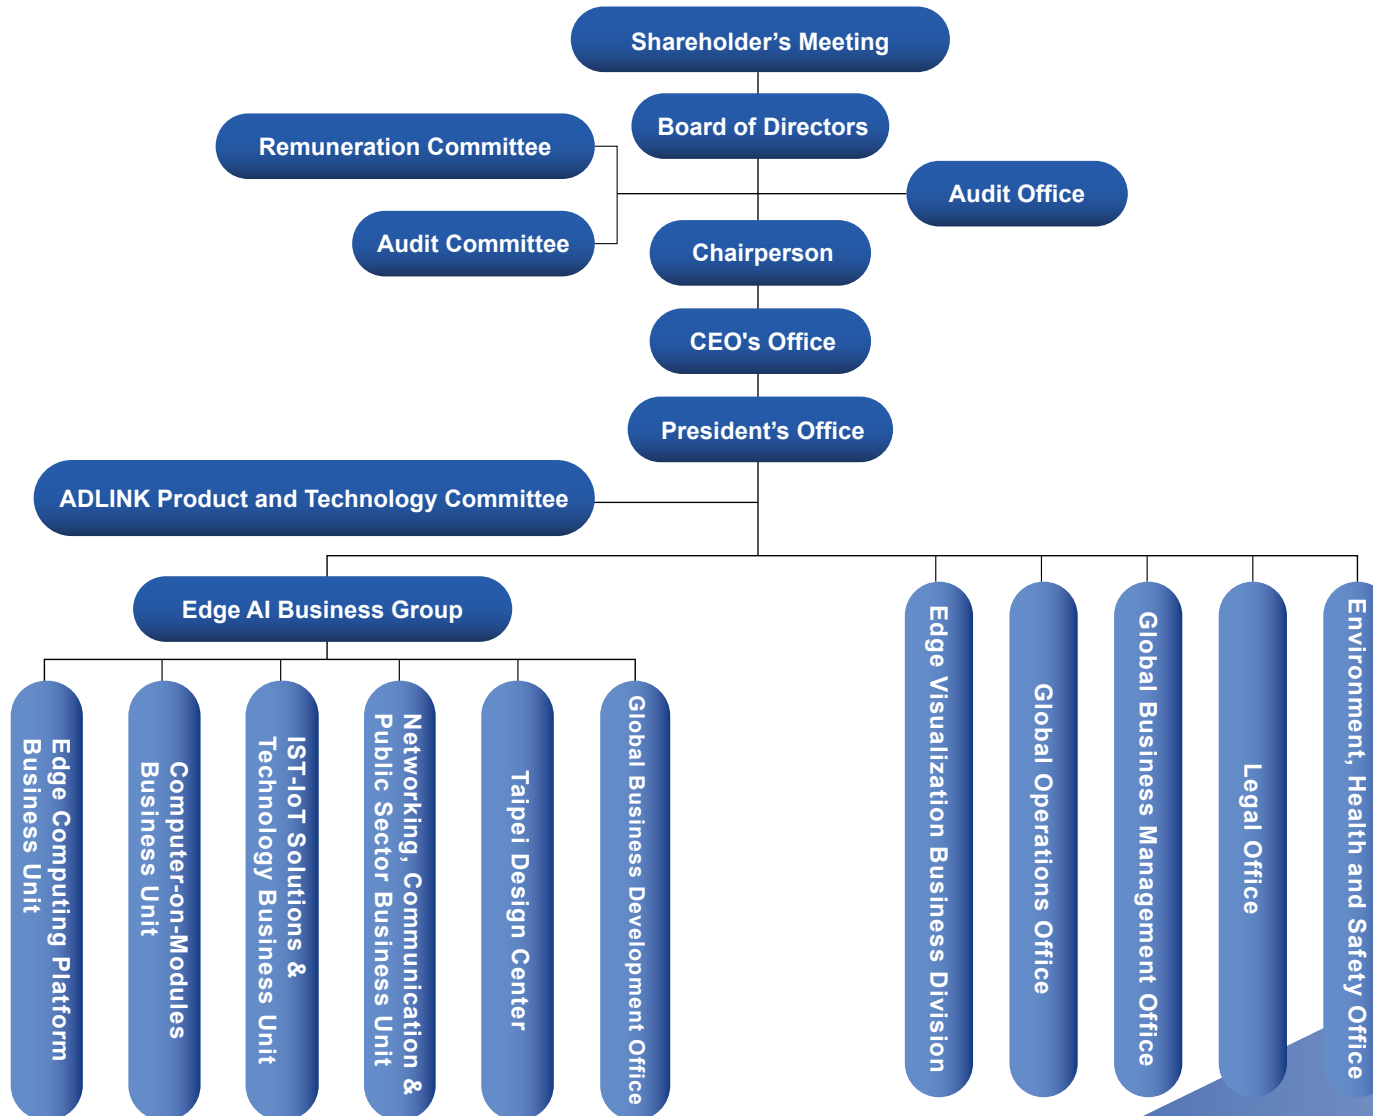 Shareholder’s Meeting
Board of Directors
Remuneration Committee
Audit Office
Audit Committee
Chairperson
CEO's Office
President’s Office
ADLINK Product and Technology Committee
Edge AI Business Group
Edge Computing Platform
Business Unit
Computer-on-Modules
Business Unit
IST-IoT Solutions &
Technology Business Unit
Networking, Communication &
Public Sector Business Unit
Taipei Design Center
Global Business Development Office
Edge Visualization Business Division
Global Operations Office
Global Business Management Office
Legal Office
Environment, Health and Safety Office